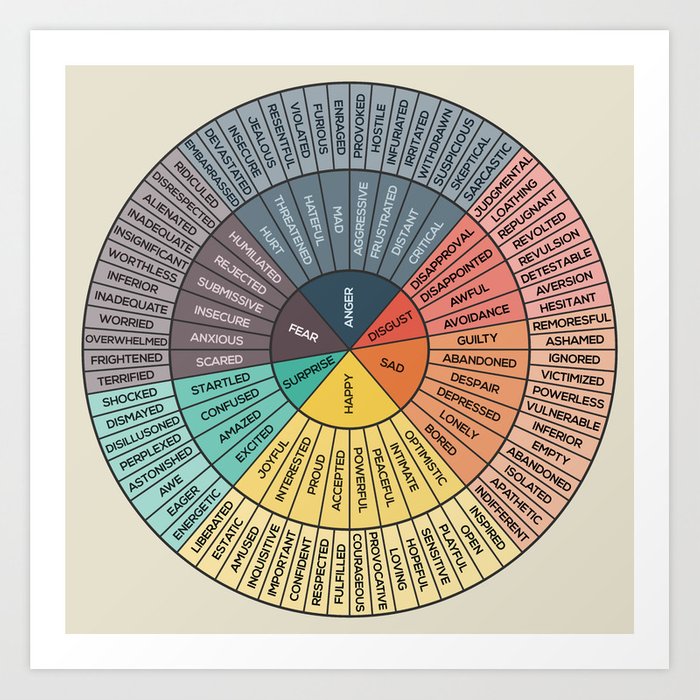 ANGER
DISGUST
SAD
HAPPY
SURPRISE
FEAR
HURT
THREATENED
HATEFUL
MAD
AGGRESSIVE
FRUSTRATED
DISTANT
CRITICAL
DISAPPROVAL
DISAPPOINTED
AWFUL
AVOIDANCE
GUILTY
ABANDONED
DESPAIR
DEPRESSED
LONELY
BORED
OPTIMISTIC
INTIMATE
PEACEFUL
POWERFUL
ACCEPTED
PROUD
INTERESTED
JOYFUL
EXCITED
AMAZED
CONFUSED
STARTLED
SCARED
ANXIOUS
INSECURE
SUBMISSIVE
REJECTED
HUMILIATED
EMBARRASSED
DEVASTATED
INSECURE
JEALOUS
RESENTFUL
VIOLATED
FURIOUS
ENRAGED
PROVOKED
HOSTILE
INFURIATED
IRRITATED
WITHDRAWN
SUSPICIOUS
SKEPTICAL
SARCASTIC
JUDGMENTAL
LOATHING
REPUGNANT
REVOLTED
REVULSION
DETESTABLE
AVERSION
HESITANT
REMORESFUL
ASHAMED
IGNORED
VICTIMIZED
POWERLESS
VULNERABLE
INFERIOR
EMPTY
ABANDONED
ISOLATED
APATHETIC
INDIFFERENT
INSPIRED
OPEN
PLAYFUL
SENSITIVE
HOPEFUL
LOVING
PROVOCATIVE
COURAGEOUS
FULFILLED
RESPECTED
CONFIDENT
IMPORTANT
INQUISITIVE
AMUSED
ESTATIC
LIBERATED
ENERGETIC
EAGER
AWE
ASTONISHED
PERPLEXED
DISILLUSONED
DISMAYED
SHOCKED
TERRIFIED
FRIGHTENED
OVERWHELMED
WORRIED
INADEQUATE
INFERIOR
WORTHLESS
INSIGNIFICANT
INADEQUATE
ALIENATED
DISRESPECTED
RIDICULED